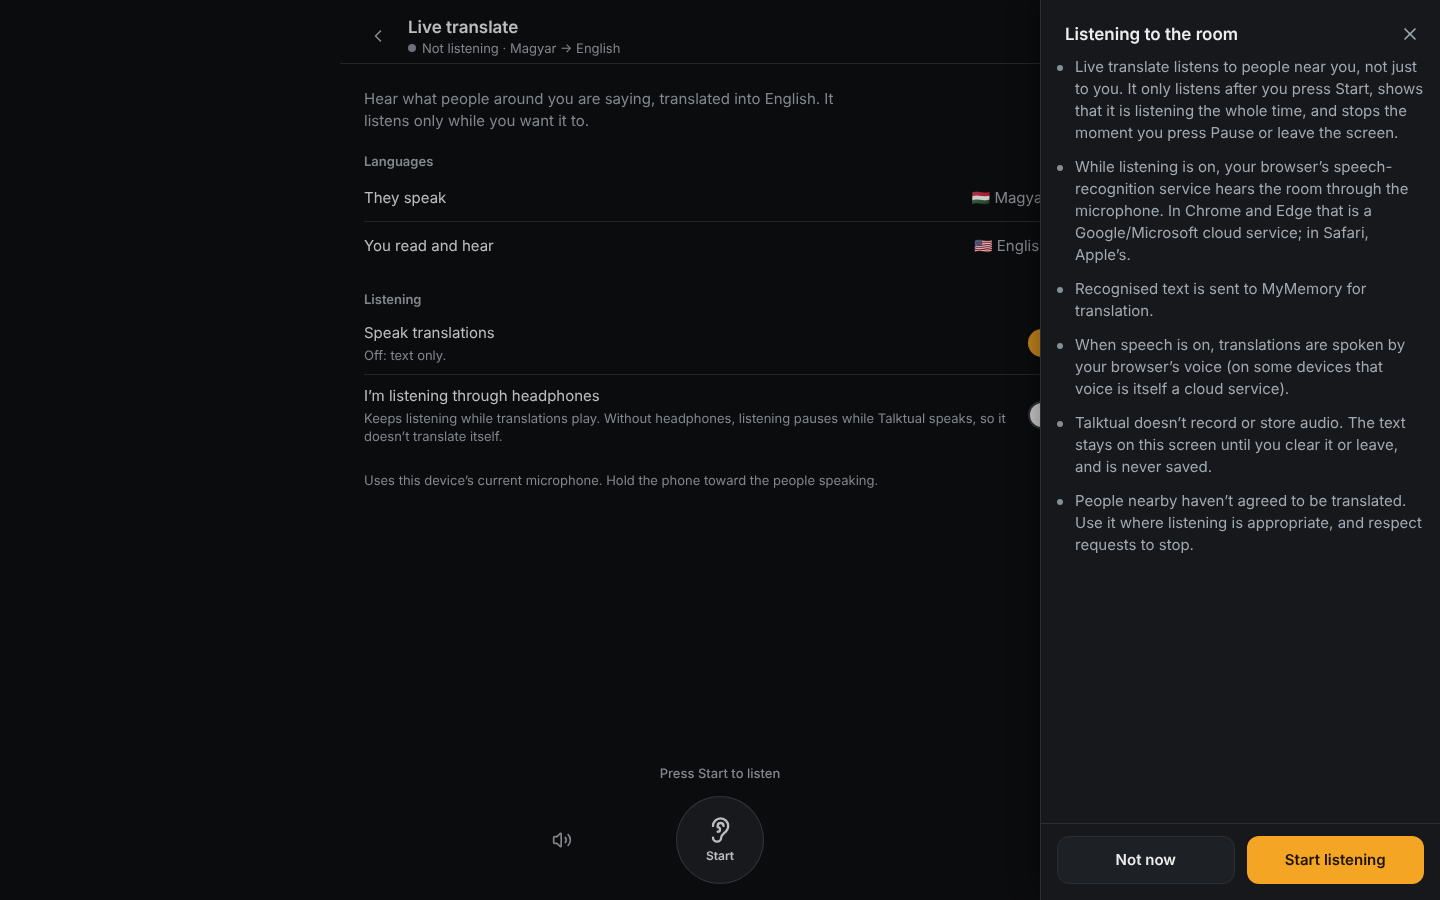 Live translate
Not listening · Magyar → English
Hear what people around you are saying, translated into English. It
listens only while you want it to.
Languages
They speak
🇭🇺 Magya
You read and hear
🇺🇸 Englis
Listening
Speak translations
Off: text only.
I’m listening through headphones
Keeps listening while translations play. Without headphones, listening pauses while Talktual speaks, so it
doesn’t translate itself.
Uses this device’s current microphone. Hold the phone toward the people speaking.
Press Start to listen
Start
Listening to the room
Live translate listens to people near you, not just
to you. It only listens after you press Start, shows
that it is listening the whole time, and stops the
moment you press Pause or leave the screen.
While listening is on, your browser’s speech-
recognition service hears the room through the
microphone. In Chrome and Edge that is a
Google/Microsoft cloud service; in Safari,
Apple’s.
Recognised text is sent to MyMemory for
translation.
When speech is on, translations are spoken by
your browser’s voice (on some devices that
voice is itself a cloud service).
Talktual doesn’t record or store audio. The text
stays on this screen until you clear it or leave,
and is never saved.
People nearby haven’t agreed to be translated.
Use it where listening is appropriate, and respect
requests to stop.
Not now
Start listening